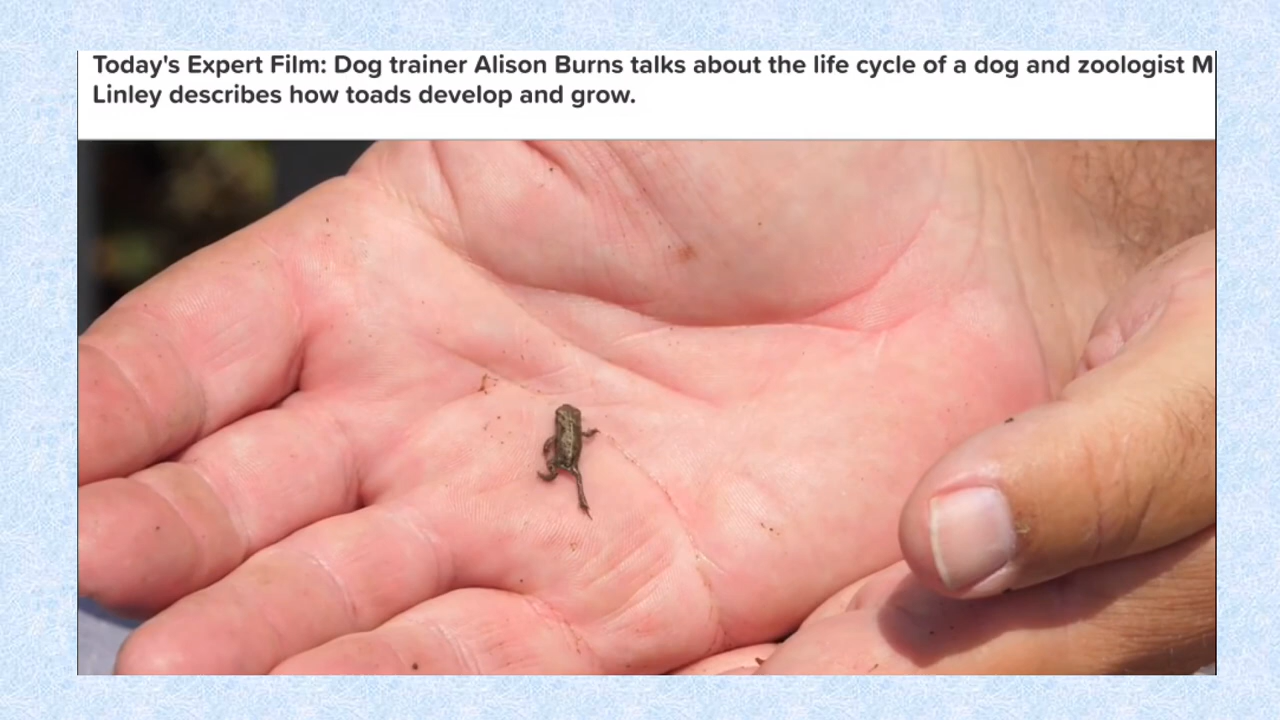 Today's Expert Film: Dog trainer Alison Burns talks about the life cycle of a dog and zoologist M
Linley describes how toads develop and grow.